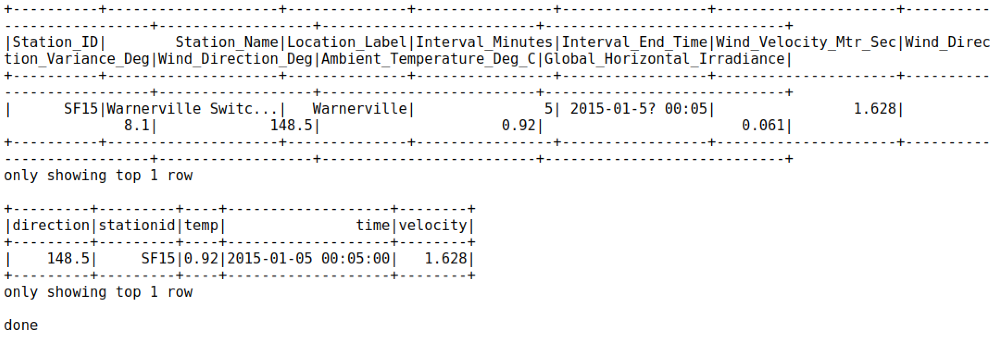 +----------+--------------------+--------------+----------------+-----------------+---------------------+----------
-----------------+------------------+-------------------------+----------------------------+
|Station_ID|        Station_Name|Location_Label|Interval_Minutes|Interval_End_Time|Wind_Velocity_Mtr_Sec|Wind_Direc
tion_Variance_Deg|Wind_Direction_Deg|Ambient_Temperature_Deg_C|Global_Horizontal_Irradiance|
+----------+--------------------+--------------+----------------+-----------------+---------------------+----------
-----------------+------------------+-------------------------+----------------------------+
|      SF15|Warnerville Switc...|   Warnerville|               5| 2015-01-5? 00:05|                1.628|
              8.1|             148.5|                     0.92|                       0.061|
+----------+--------------------+--------------+----------------+-----------------+---------------------+----------
-----------------+------------------+-------------------------+----------------------------+
only showing top 1 row

+---------+---------+----+-------------------+--------+
|direction|stationid|temp|               time|velocity|
+---------+---------+----+-------------------+--------+
|    148.5|     SF15|0.92|2015-01-05 00:05:00|   1.628|
+---------+---------+----+-------------------+--------+
only showing top 1 row

done